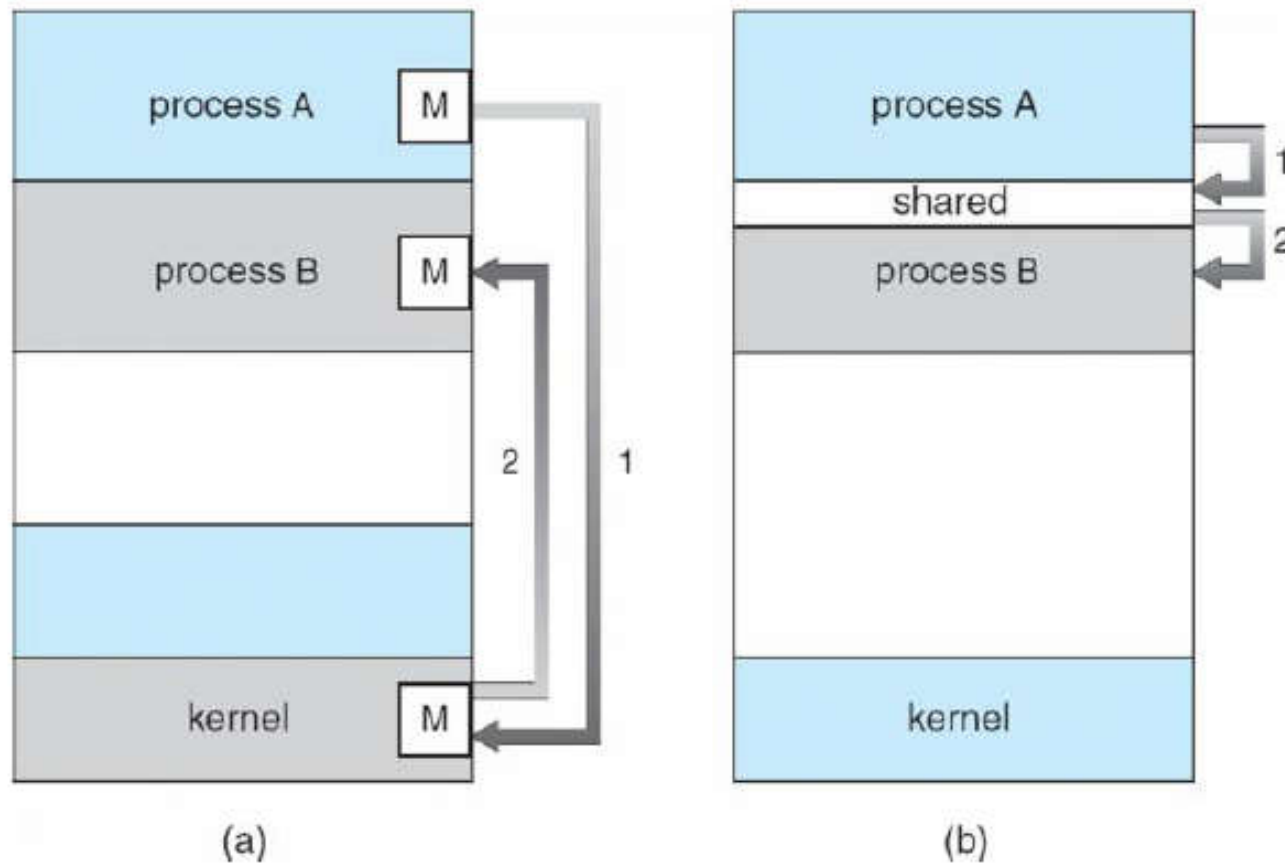 process A
M
process B
M
2
1
kernel
M
(a)
process A
1
shared
2
process B
kernel
(b)